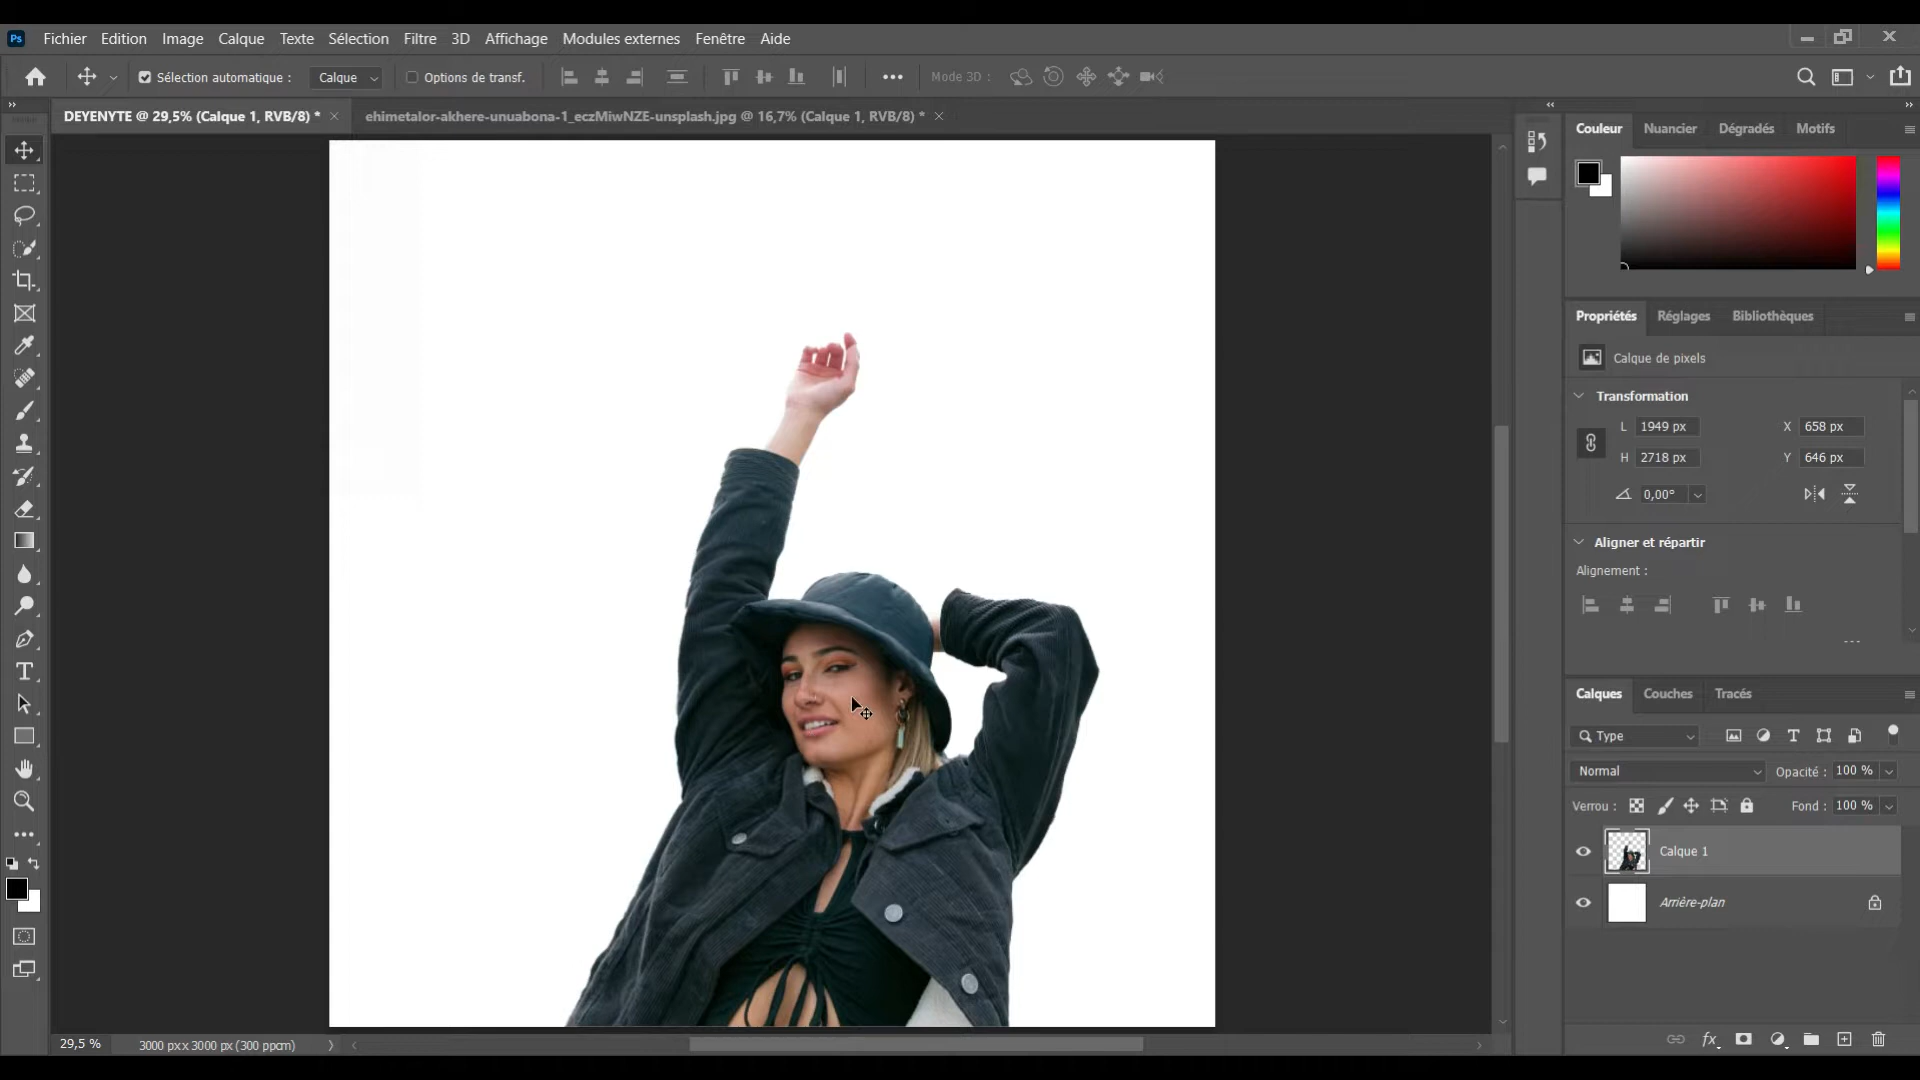 Ps Fichier Edition Image Calque Texte Sélection Filtre 3D Affichage Modules externes Fenêtre Aide
Sélection automatique : Calque Options de transf. Mode 3D :
DEYENYTE @ 29,5% (Calque 1, RVB/8) * ehimetalor-akhere-unuabona-1_eczMiwNZE-unsplash.jpg @ 16,7% (Calque 1, RVB/8) *
Couleur Nuancier Dégradés Motifs
Propriétés Réglages Bibliothèques
Calque de pixels
Transformation
L 1949 px X 658 px
H 2718 px Y 646 px
0,00°
Aligner et répartir
Alignement :
Calques Couches Tracés
Type
Normal Opacité : 100 %
Verrou : Fond : 100 %
Calque 1
Arrière-plan
fx
29,5 % 3000 px x 3000 px (300 ppcm)